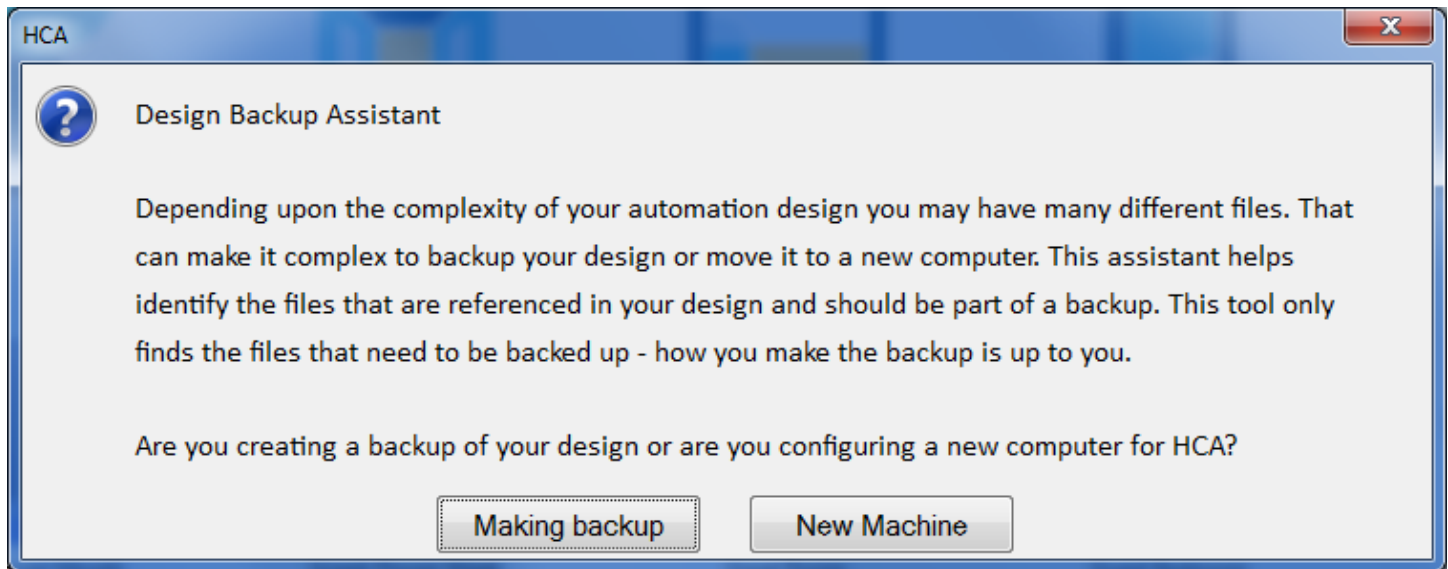 HCA
Design Backup Assistant
Depending upon the complexity of your automation design you may have many different files. That
can make it complex to backup your design or move it to a new computer. This assistant helps
identify the files that are referenced in your design and should be part of a backup. This tool only
finds the files that need to be backed up - how you make the backup is up to you.
Are you creating a backup of your design or are you configuring a new computer for HCA?
Making backup
New Machine